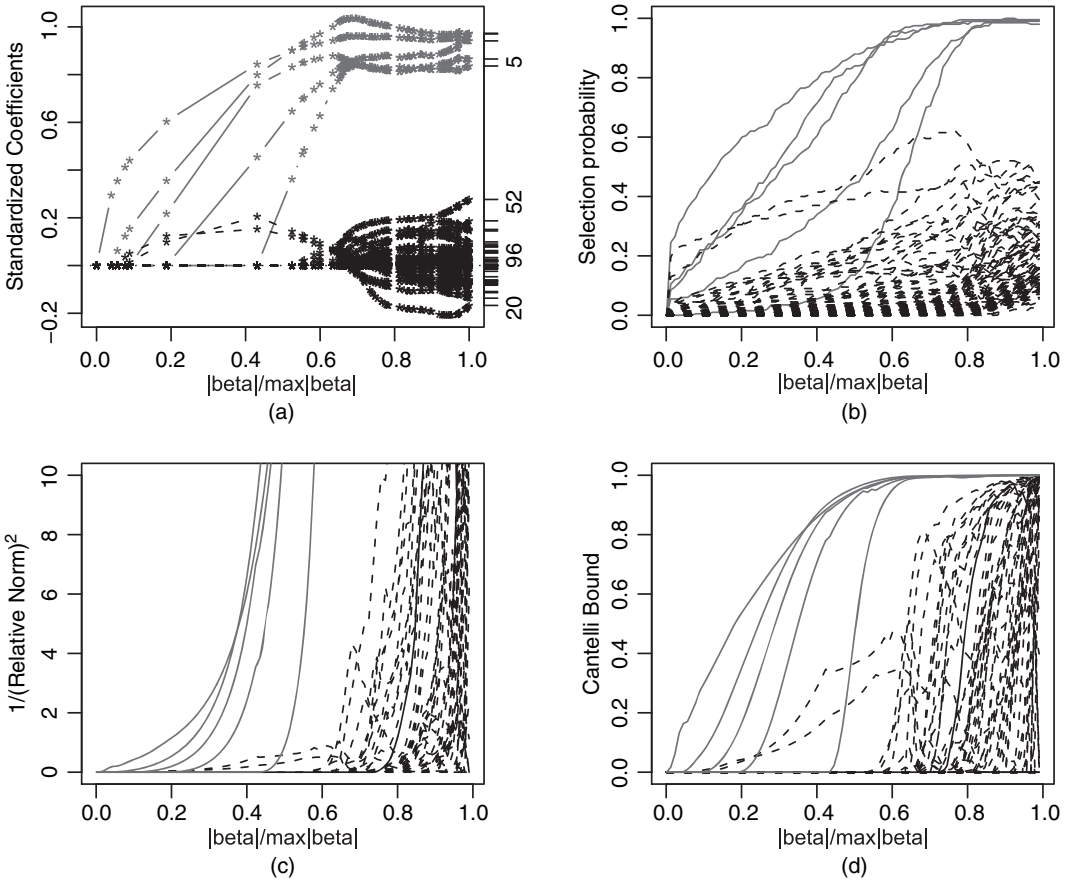 Standardized Coefficients
1.0
0.6
0.2
−0.2
5
52
96
20
0.0 0.2 0.4 0.6 0.8 1.0
|beta|/max|beta|
(a)
Selection probability
1.0
0.8
0.6
0.4
0.2
0.0
0.0 0.2 0.4 0.6 0.8 1.0
|beta|/max|beta|
(b)
1/(Relative Norm)²
10
8
6
4
2
0
0.0 0.2 0.4 0.6 0.8 1.0
|beta|/max|beta|
(c)
Cantelli Bound
1.0
0.8
0.6
0.4
0.2
0.0
0.0 0.2 0.4 0.6 0.8 1.0
|beta|/max|beta|
(d)